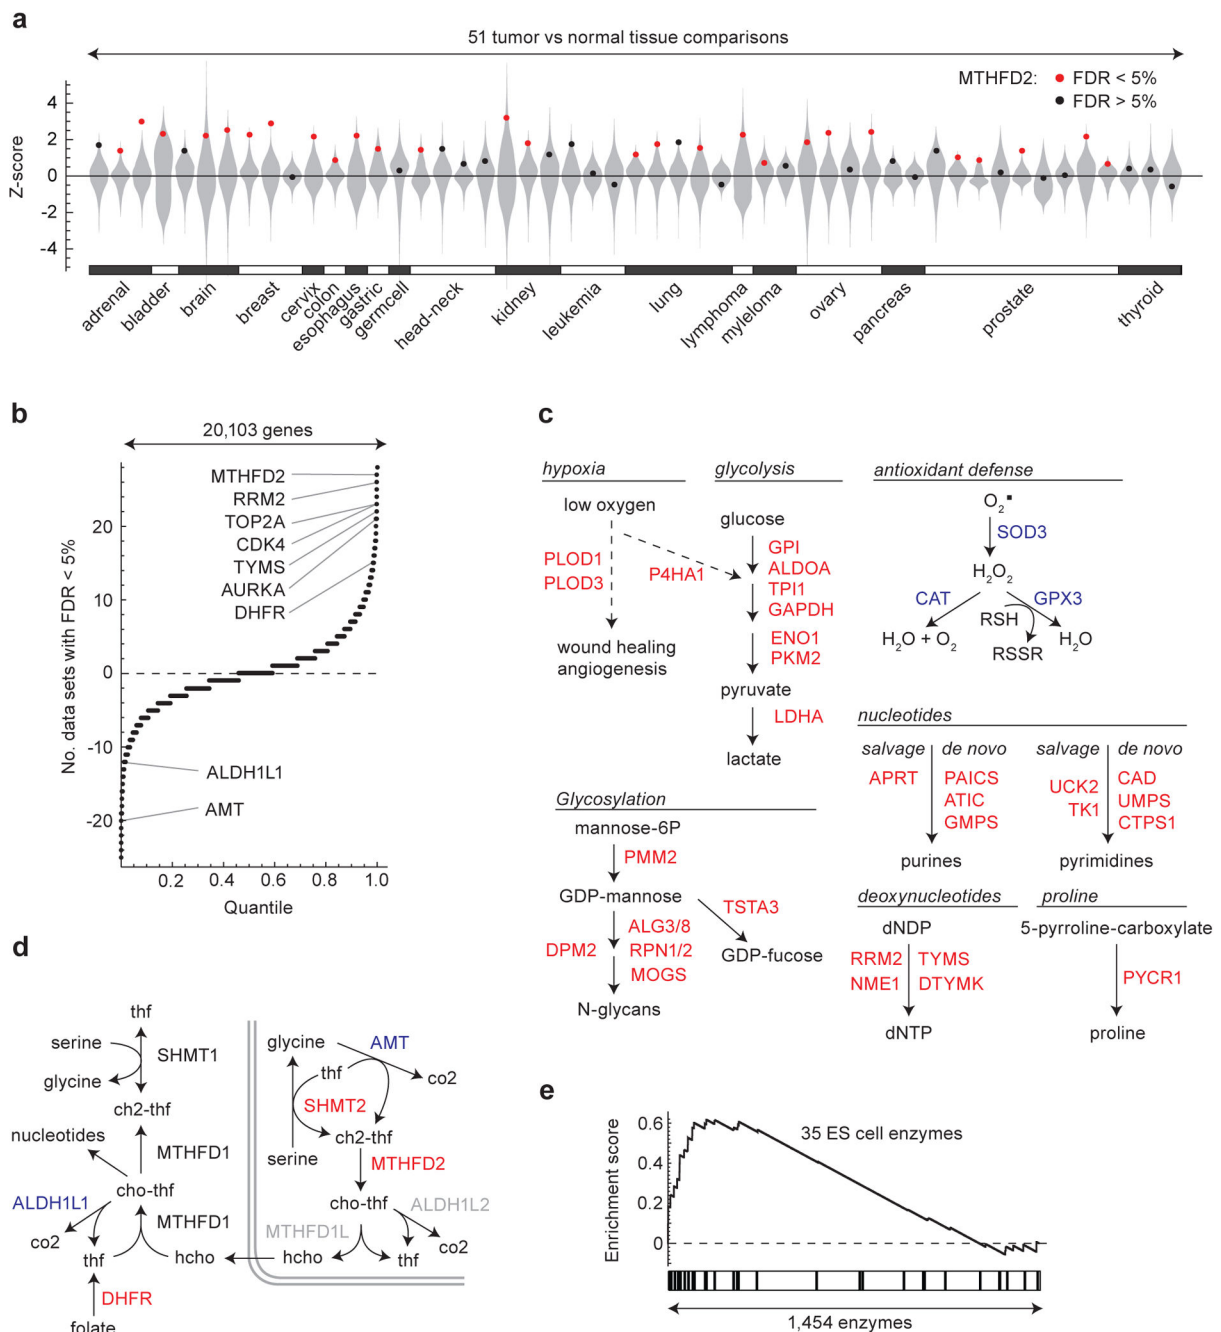 a
51 tumor vs normal tissue comparisons
MTHFD2: FDR < 5%
FDR > 5%
Z-score
4
2
0
-2
-4
adrenal
bladder
brain
breast
cervix
colon
esophagus
gastric
germcell
head-neck
kidney
leukemia
lung
lymphoma
myleloma
ovary
pancreas
prostate
thyroid
b
20,103 genes
No. data sets with FDR < 5%
20
10
0
-10
-20
MTHFD2
RRM2
TOP2A
CDK4
TYMS
AURKA
DHFR
ALDH1L1
AMT
0.2 0.4 0.6 0.8 1.0
Quantile
c
hypoxia
low oxygen
PLOD1
PLOD3
P4HA1
wound healing
angiogenesis
glycolysis
glucose
GPI
ALDOA
TPI1
GAPDH
ENO1
PKM2
pyruvate
LDHA
lactate
antioxidant defense
O2▪
SOD3
H2O2
CAT
GPX3
RSH
H2O + O2
RSSR
H2O
nucleotides
salvage de novo
APRT
PAICS
ATIC
GMPS
purines
salvage de novo
UCK2
TK1
CAD
UMPS
CTPS1
pyrimidines
Glycosylation
mannose-6P
PMM2
GDP-mannose
TSTA3
GDP-fucose
DPM2
ALG3/8
RPN1/2
MOGS
N-glycans
deoxynucleotides
dNDP
RRM2 TYMS
NME1 DTYMK
dNTP
proline
5-pyrroline-carboxylate
PYCR1
proline
d
thf
serine
SHMT1
glycine
ch2-thf
nucleotides
MTHFD1
cho-thf
ALDH1L1
MTHFD1
co2
thf
hcho
DHFR
folate
glycine
AMT
thf
co2
SHMT2
ch2-thf
serine
MTHFD2
cho-thf
ALDH1L2
MTHFD1L
hcho
thf
co2
e
Enrichment score
0.6
0.4
0.2
0
35 ES cell enzymes
1,454 enzymes